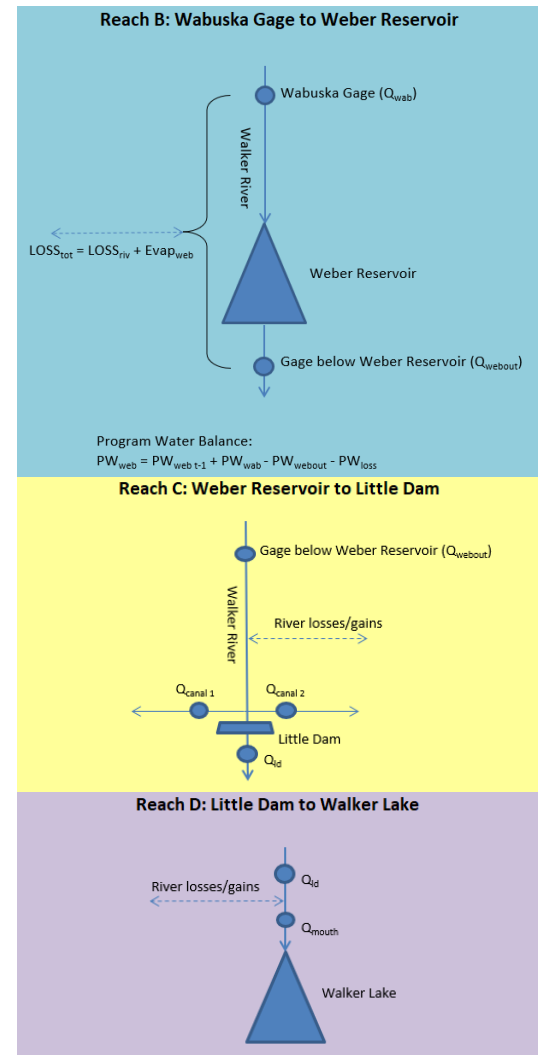 Reach B: Wabuska Gage to Weber Reservoir
Wabuska Gage (Qwab)
Walker River
LOSStot = LOSSriv + Evapweb
Weber Reservoir
Gage below Weber Reservoir (Qwebout)
Program Water Balance:
PWweb = PWweb t-1 + PWwab - PWwebout - PWloss
Reach C: Weber Reservoir to Little Dam
Gage below Weber Reservoir (Qwebout)
Walker River
River losses/gains
Qcanal 1
Qcanal 2
Little Dam
Qld
Reach D: Little Dam to Walker Lake
Qld
River losses/gains
Qmouth
Walker Lake